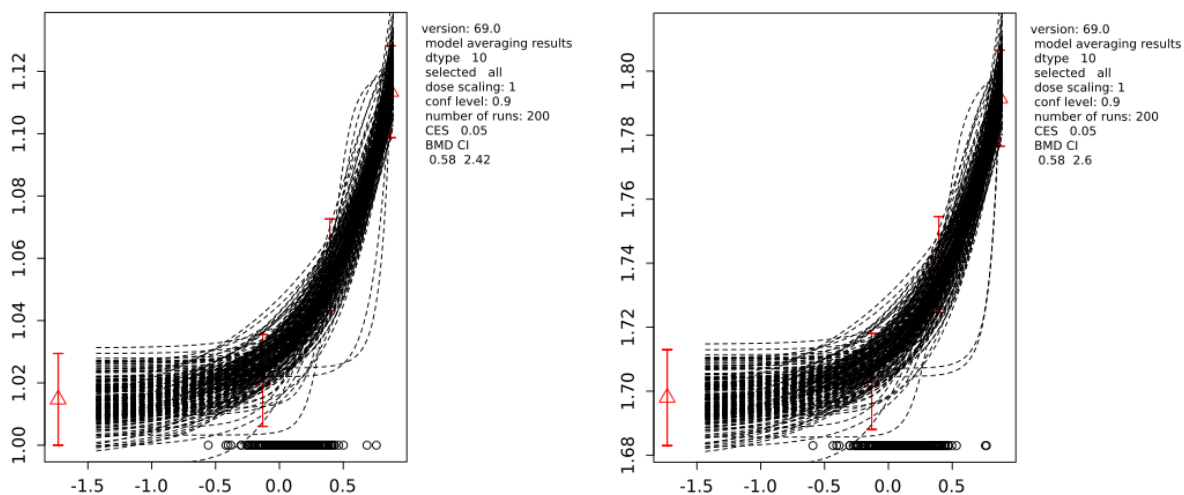 version: 69.0
model averaging results
dtype 10
selected all
dose scaling: 1
conf level: 0.9
number of runs: 200
CES 0.05
BMD CI
0.58 2.42
1.12
1.10
1.08
1.06
1.04
1.02
1.00
-1.5 -1.0 -0.5 0.0 0.5
version: 69.0
model averaging results
dtype 10
selected all
dose scaling: 1
conf level: 0.9
number of runs: 200
CES 0.05
BMD CI
0.58 2.6
1.80
1.78
1.76
1.74
1.72
1.70
1.68
-1.5 -1.0 -0.5 0.0 0.5